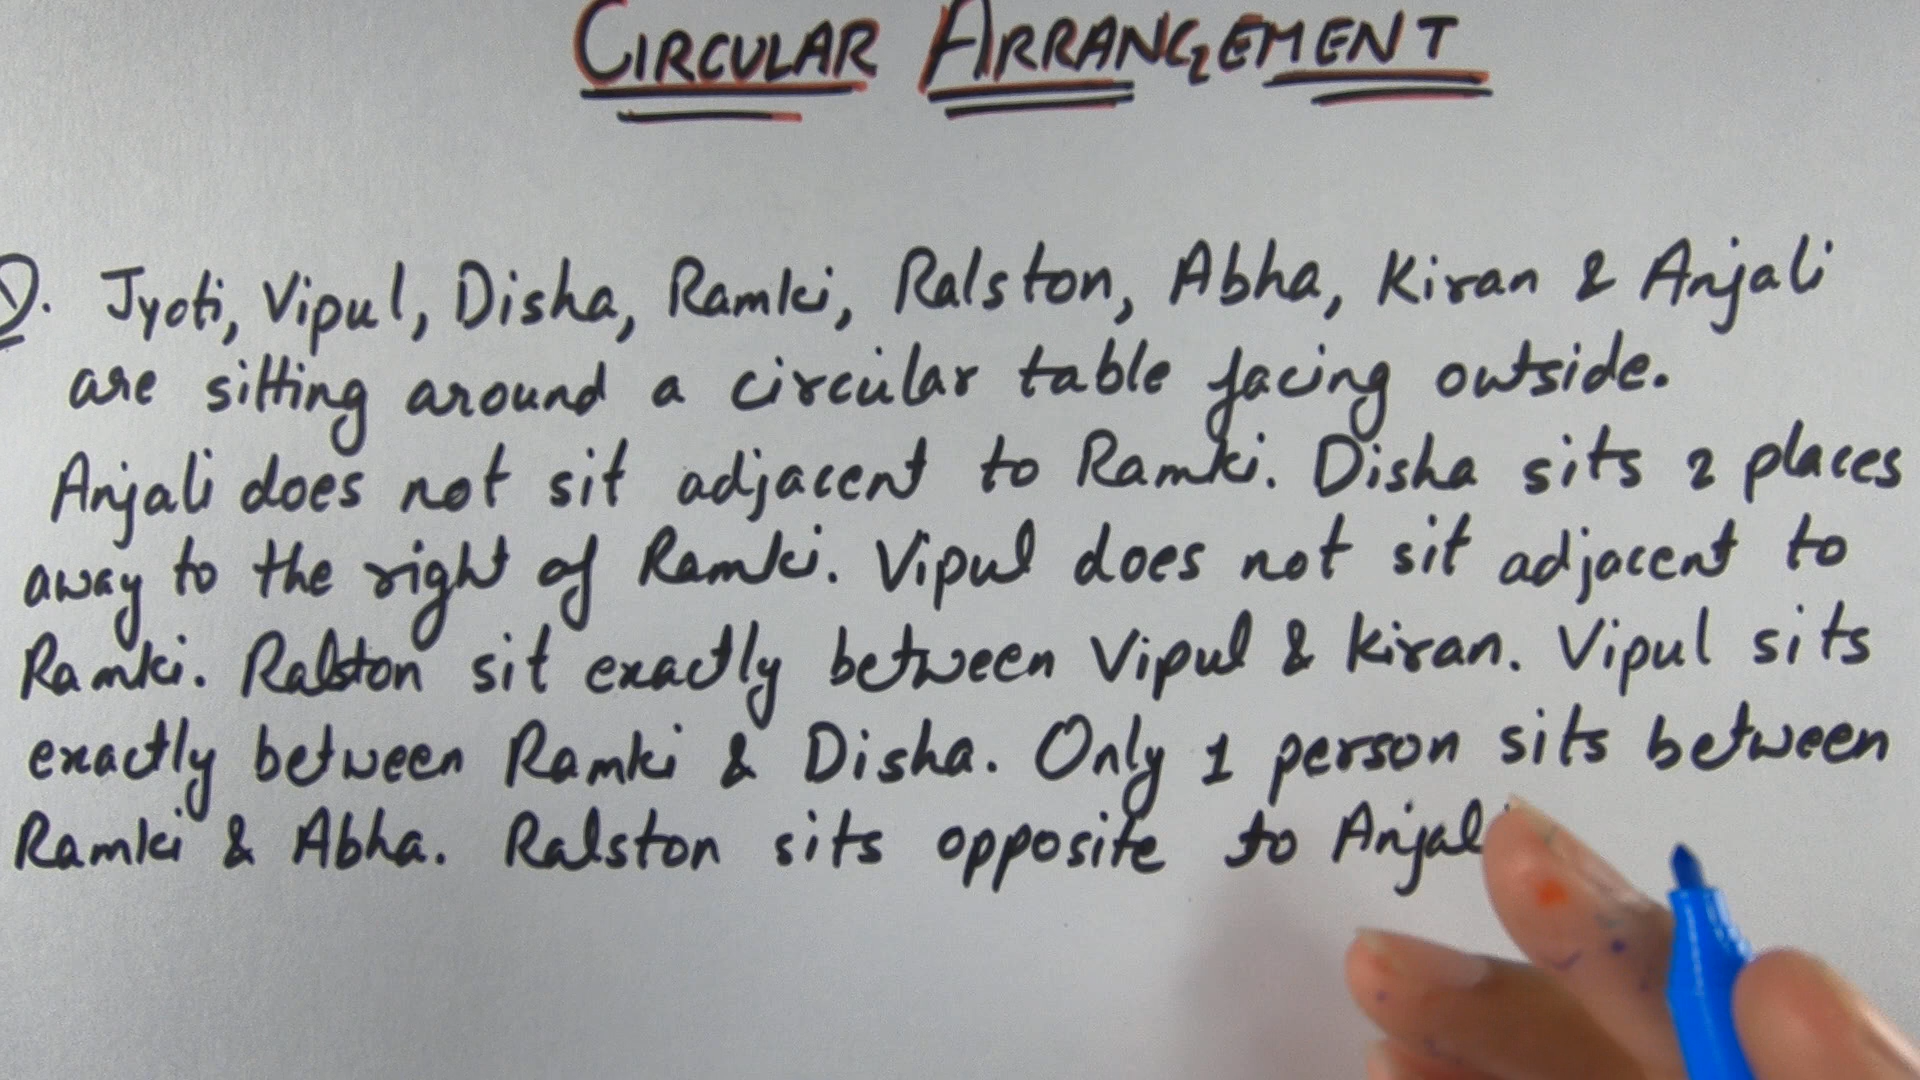 CIRCULAR ARRANGEMENT
Q. Jyoti, Vipul, Disha, Ramki, Ralston, Abha, Kiran & Anjali
are sitting around a circular table facing outside.
Anjali does not sit adjacent to Ramki. Disha sits 2 places
away to the right of Ramki. Vipul does not sit adjacent to
Ramki. Ralston sit exactly between Vipul & Kiran. Vipul sits
exactly between Ramki & Disha. Only 1 person sits between
Ramki & Abha. Ralston sits opposite to Anjali